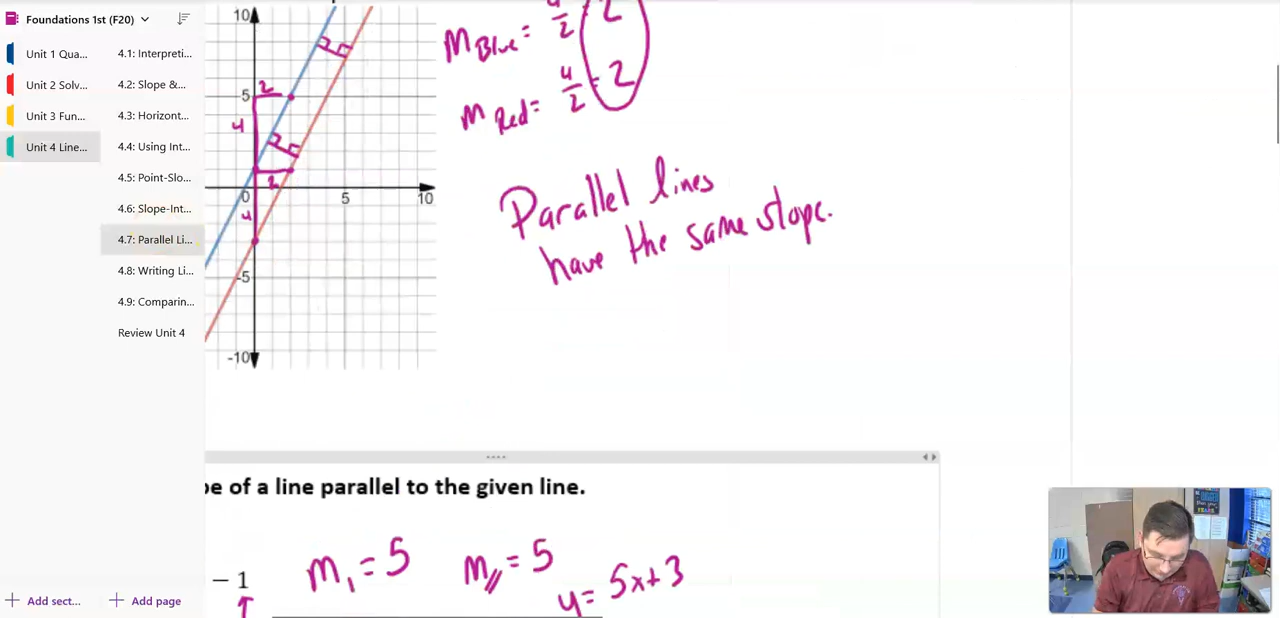 Foundations 1st (F20)
Unit 1 Qua...
Unit 2 Solv...
Unit 3 Fun...
Unit 4 Line...
4.1: Interpreti...
4.2: Slope &...
4.3: Horizont...
4.4: Using Int...
4.5: Point-Slo...
4.6: Slope-Int...
4.7: Parallel Li...
4.8: Writing Li...
4.9: Comparin...
Review Unit 4
+ Add sect...
+ Add page
10
2
5
4
2
0
5
10
4
-5
-10
m Blue = 4/2 = 2
m Red = 4/2 = 2
Parallel lines
have the same slope.
pe of a line parallel to the given line.
− 1
m₁ = 5
m// = 5
y = 5x + 3